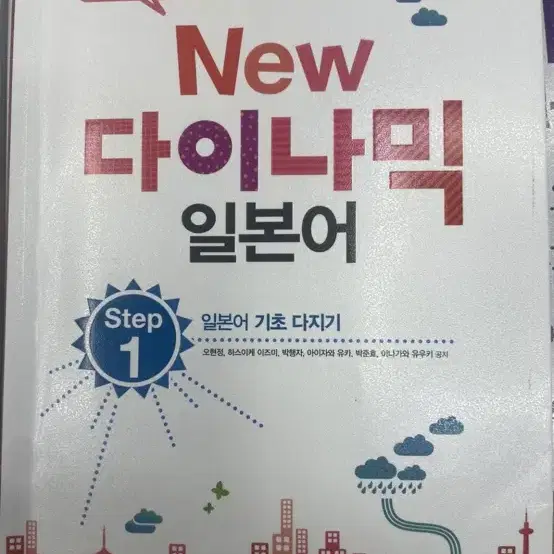 New
다이나믹
일본어
Step
1
일본어 기초 다지기
오현정, 하스이케 이즈미, 박행자, 아이자와 유카, 박준효, 이나가와 유우키 공저